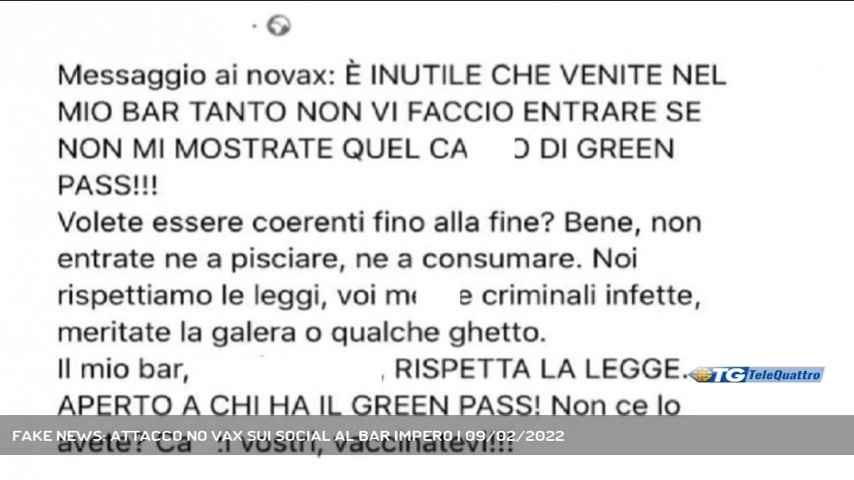 Messaggio ai novax: È INUTILE CHE VENITE NEL
MIO BAR TANTO NON VI FACCIO ENTRARE SE
NON MI MOSTRATE QUEL CA O DI GREEN
PASS!!!
Volete essere coerenti fino alla fine? Bene, non
entrate ne a pisciare, ne a consumare. Noi
rispettiamo le leggi, voi me e criminali infette,
meritate la galera o qualche ghetto.
Il mio bar, , RISPETTA LA LEGGE.
TG TeleQuattro
APERTO A CHI HA IL GREEN PASS! Non ce lo
FAKE NEWS: ATTACCO NO VAX SUI SOCIAL AL BAR IMPERO | 09/02/2022
avete? Ca i vostri, vaccinatevi!!!